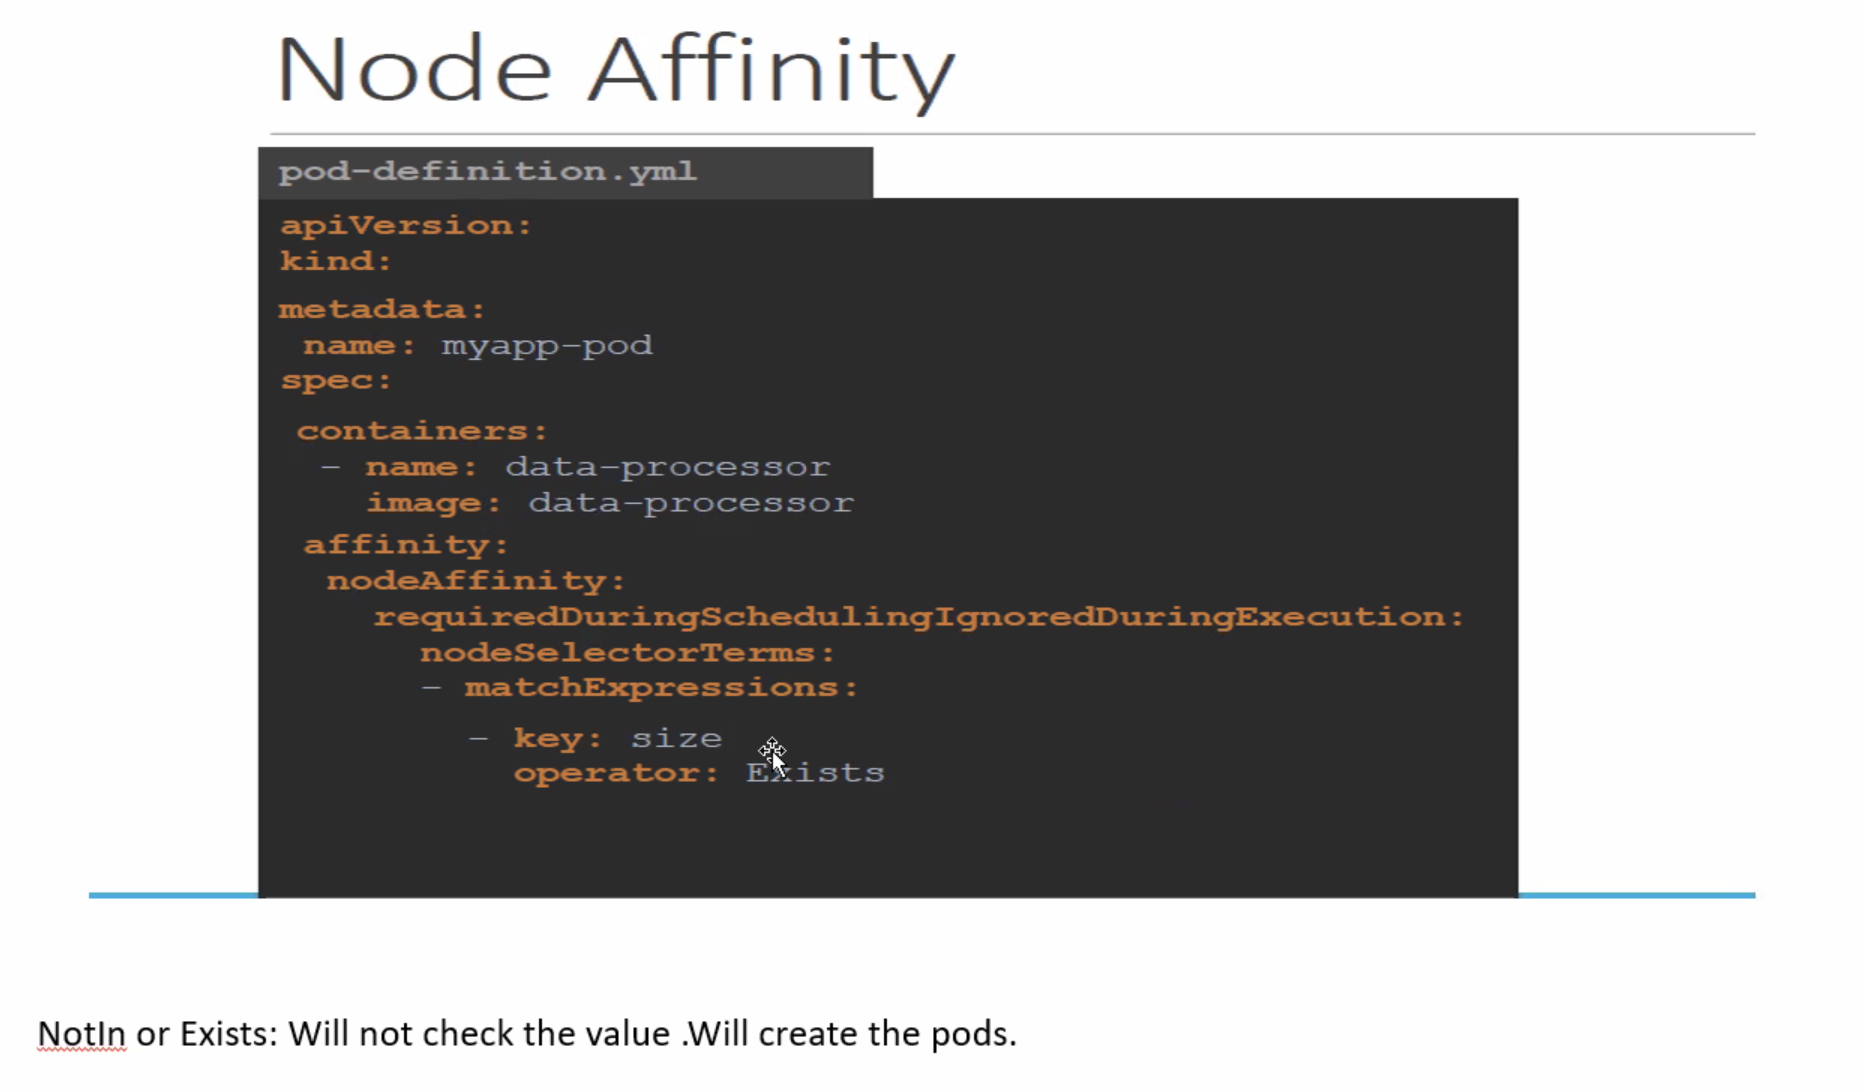 Node Affinity
pod-definition.yml
apiVersion:
kind:
metadata:
name: myapp-pod
spec:
containers:
- name: data-processor
image: data-processor
affinity:
nodeAffinity:
requiredDuringSchedulingIgnoredDuringExecution:
nodeSelectorTerms:
- matchExpressions:
- key: size
operator: Exists
NotIn or Exists: Will not check the value .Will create the pods.